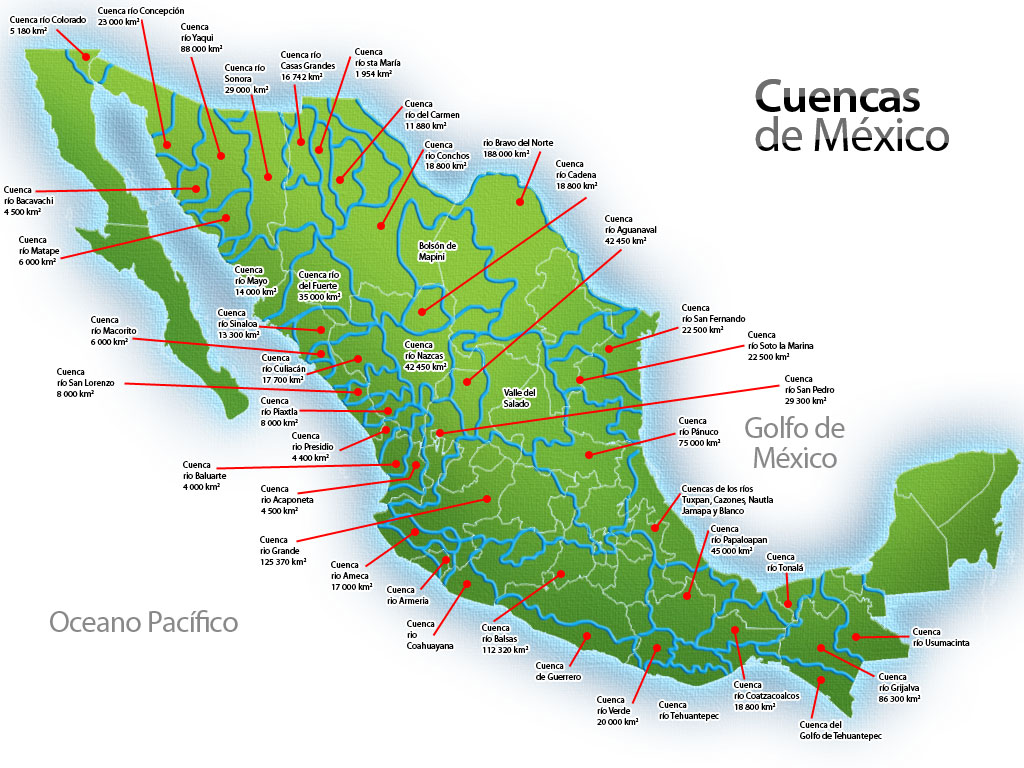 Cuencas
de México
Cuenca río Colorado
5 180 km²
Cuenca río Concepción
23 000 km²
Cuenca
río Yaqui
88 000 km²
Cuenca río
Sonora
29 000 km²
Cuenca río
Casas Grandes
16 742 km²
Cuenca
río sta María
1 954 km²
Cuenca
río del Carmen
11 880 km²
Cuenca
río Conchos
18 800 km²
río Bravo del Norte
188 000 km²
Cuenca
río Cadena
18 800 km²
Cuenca
río Aguanaval
42 450 km²
Cuenca
río Bacavachi
4 500 km²
Cuenca
río Matape
6 000 km²
Cuenca
río Mayo
14 000 km²
Cuenca río
del Fuerte
35 000 km²
Bolsón de
Mapini
Cuenca
río Sinaloa
13 300 km²
Cuenca
río Macorito
6 000 km²
Cuenca
río Culiacán
17 700 km²
Cuenca
río Nazcas
42 450 km²
Cuenca
río San Lorenzo
8 000 km²
Valle del
Salado
Cuenca
río San Fernando
22 500 km²
Cuenca
río Soto la Marina
22 500 km²
Cuenca
río San Pedro
29 300 km²
Cuenca
río Piaxtla
8 000 km²
Cuenca
río Presidio
4 400 km²
Cuenca
río Pánuco
75 000 km²
Golfo de
México
Cuenca
río Baluarte
4 000 km²
Cuenca
río Acaponeta
4 500 km²
Cuencas de los ríos
Tuxpan, Cazones, Nautla
Jamapa y Blanco
Cuenca
río Grande
125 370 km²
Cuenca
río Papaloapan
45 000 km²
Cuenca
río Tonalá
Cuenca
río Ameca
17 000 km²
Cuenca
río Armería
Oceano Pacífico
Cuenca
río
Coahuayana
Cuenca
río Balsas
112 320 km²
Cuenca
río Usumacinta
Cuenca
de Guerrero
Cuenca
río Verde
20 000 km²
Cuenca
río Tehuantepec
Cuenca
río Coatzacoalcos
18 800 km²
Cuenca
río Grijalva
86 300 km²
Cuenca del
Golfo de Tehuantepec